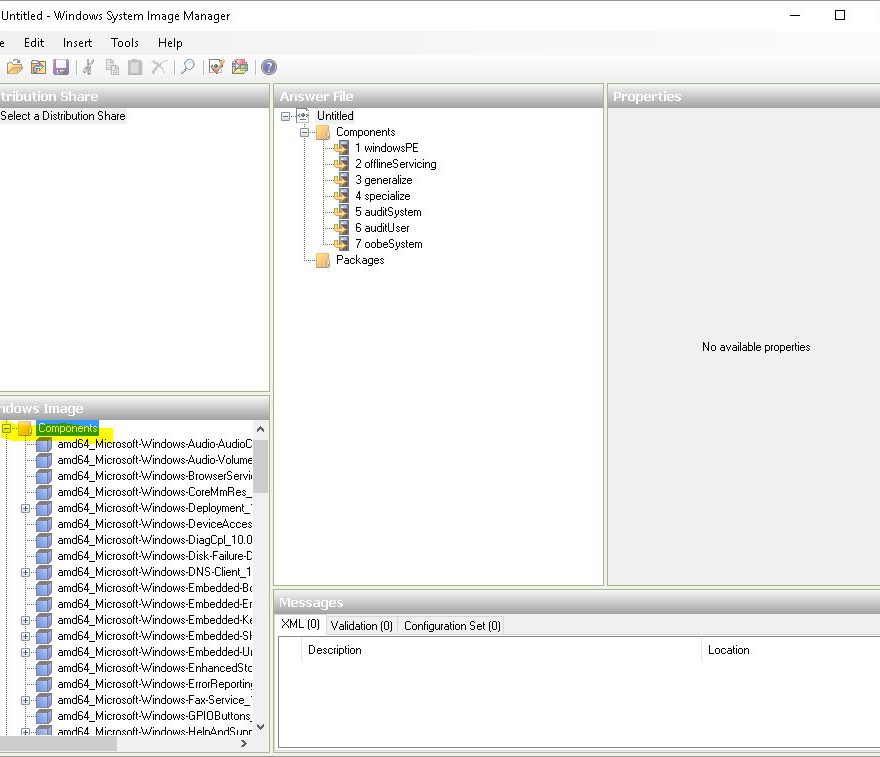 Untitled - Windows System Image Manager
e Edit Insert Tools Help
tribution Share
Select a Distribution Share
Answer File
Untitled
Components
1 windowsPE
2 offlineServicing
3 generalize
4 specialize
5 auditSystem
6 auditUser
7 oobeSystem
Packages
Properties
No available properties
ndows Image
Components
amd64_Microsoft-Windows-Audio-AudioC
amd64_Microsoft-Windows-Audio-Volume
amd64_Microsoft-Windows-BrowserServi
amd64_Microsoft-Windows-CoreMmRes_
amd64_Microsoft-Windows-Deployment_
amd64_Microsoft-Windows-DeviceAcces
amd64_Microsoft-Windows-DiagCpl_10.0
amd64_Microsoft-Windows-Disk-Failure-D
amd64_Microsoft-Windows-DNS-Client_1
amd64_Microsoft-Windows-Embedded-Bo
amd64_Microsoft-Windows-Embedded-Er
amd64_Microsoft-Windows-Embedded-Ke
amd64_Microsoft-Windows-Embedded-Sh
amd64_Microsoft-Windows-Embedded-Un
amd64_Microsoft-Windows-EnhancedSto
amd64_Microsoft-Windows-ErrorReporting
amd64_Microsoft-Windows-Fax-Service_1
amd64_Microsoft-Windows-GPIOButtons_
amd64_Microsoft-Windows-HelpAndSupp
Messages
XML (0) Validation (0) Configuration Set (0)
Description Location